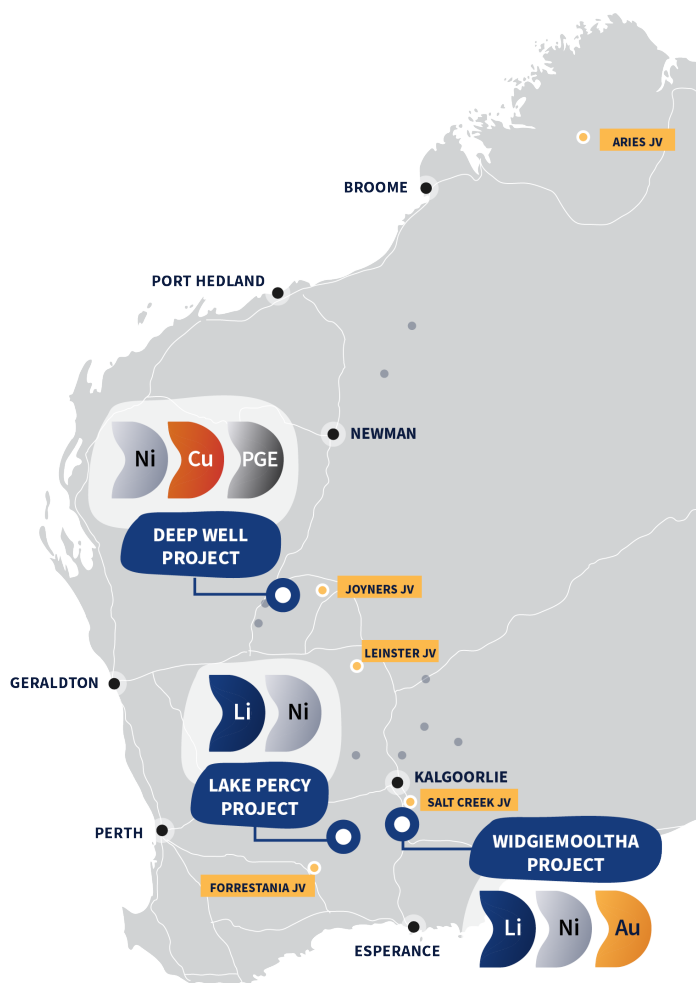 ARIES JV
BROOME
PORT HEDLAND
NEWMAN
Ni Cu PGE
DEEP WELL
PROJECT
JOYNERS JV
LEINSTER JV
GERALDTON
Li Ni
LAKE PERCY
PROJECT
KALGOORLIE
SALT CREEK JV
PERTH
WIDGIEMOOLTHA
PROJECT
FORRESTANIA JV
Li Ni Au
ESPERANCE